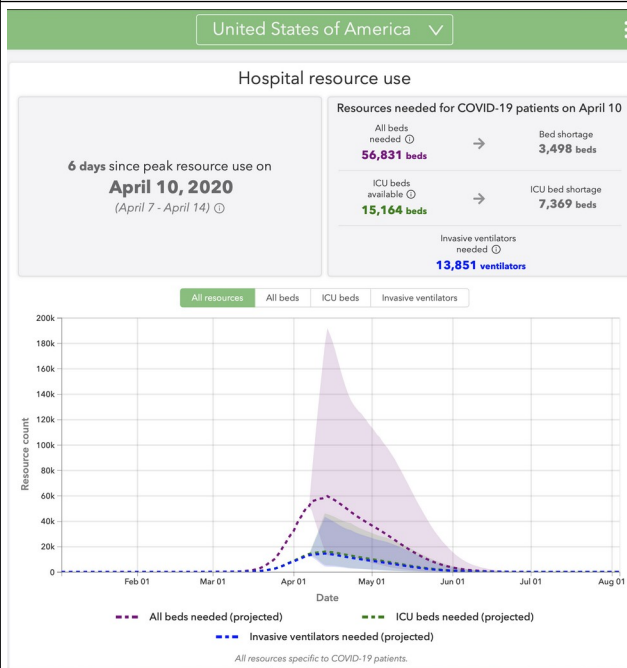 United States of America
Hospital resource use
6 days since peak resource use on
April 10, 2020
(April 7 - April 14)
Resources needed for COVID-19 patients on April 10
All beds
needed
56,831 beds
Bed shortage
3,498 beds
ICU beds
available
15,164 beds
ICU bed shortage
7,369 beds
Invasive ventilators
needed
13,851 ventilators
All resources
All beds
ICU beds
Invasive ventilators
200k
180k
160k
140k
120k
100k
80k
60k
40k
20k
0
Resource count
Feb 01
Mar 01
Apr 01
May 01
Jun 01
Jul 01
Aug 01
Date
All beds needed (projected)
ICU beds needed (projected)
Invasive ventilators needed (projected)
All resources specific to COVID-19 patients.